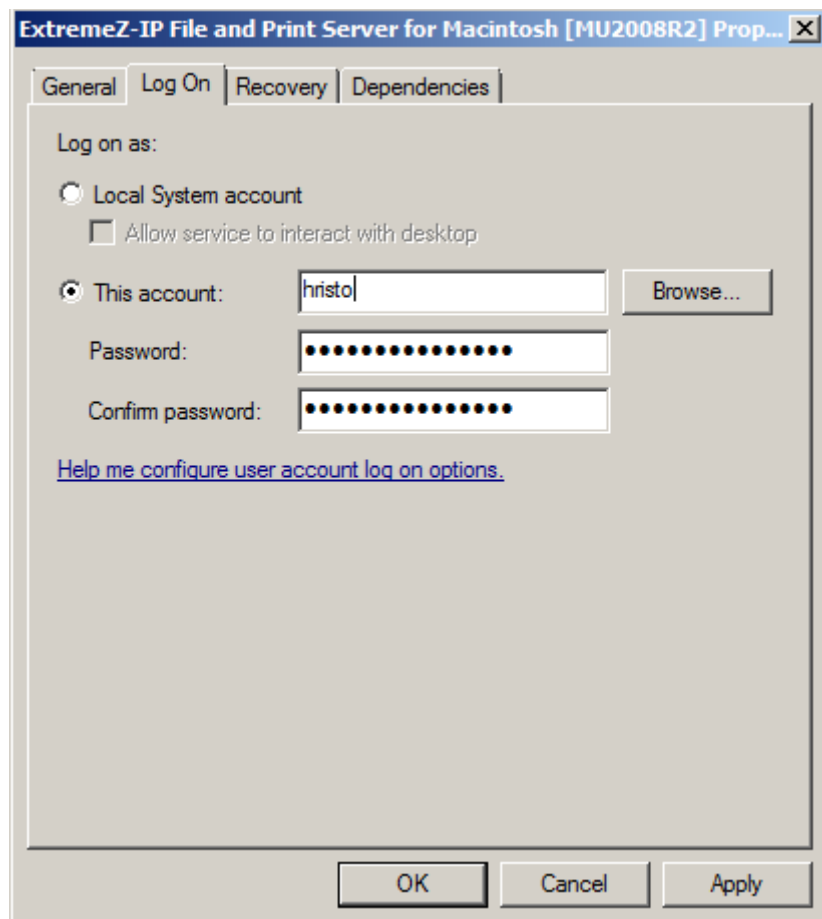 ExtremeZ-IP File and Print Server for Macintosh [MU2008R2] Prop...
General Log On Recovery Dependencies
Log on as:
Local System account
Allow service to interact with desktop
This account: hristo Browse...
Password: ●●●●●●●●●●●●●●●
Confirm password: ●●●●●●●●●●●●●●●
Help me configure user account log on options.
OK Cancel Apply